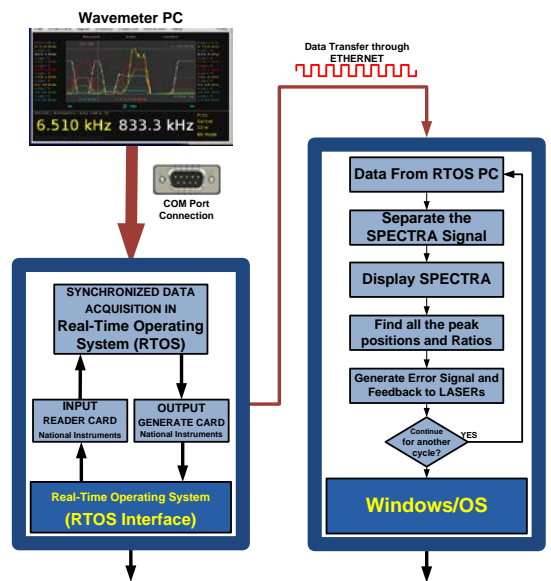 Wavemeter PC
6.510 kHz 833.3 kHz
COM Port
Connection
Data Transfer through
ETHERNET
SYNCHRONIZED DATA
ACQUISITION IN
Real-Time Operating
System (RTOS)
INPUT
READER CARD
National Instruments
OUTPUT
GENERATE CARD
National Instruments
Real-Time Operating System
(RTOS Interface)
Data From RTOS PC
Separate the
SPECTRA Signal
Display SPECTRA
Find all the peak
positions and Ratios
Generate Error Signal and
Feedback to LASERs
Continue
for another
cycle?
YES
Windows/OS